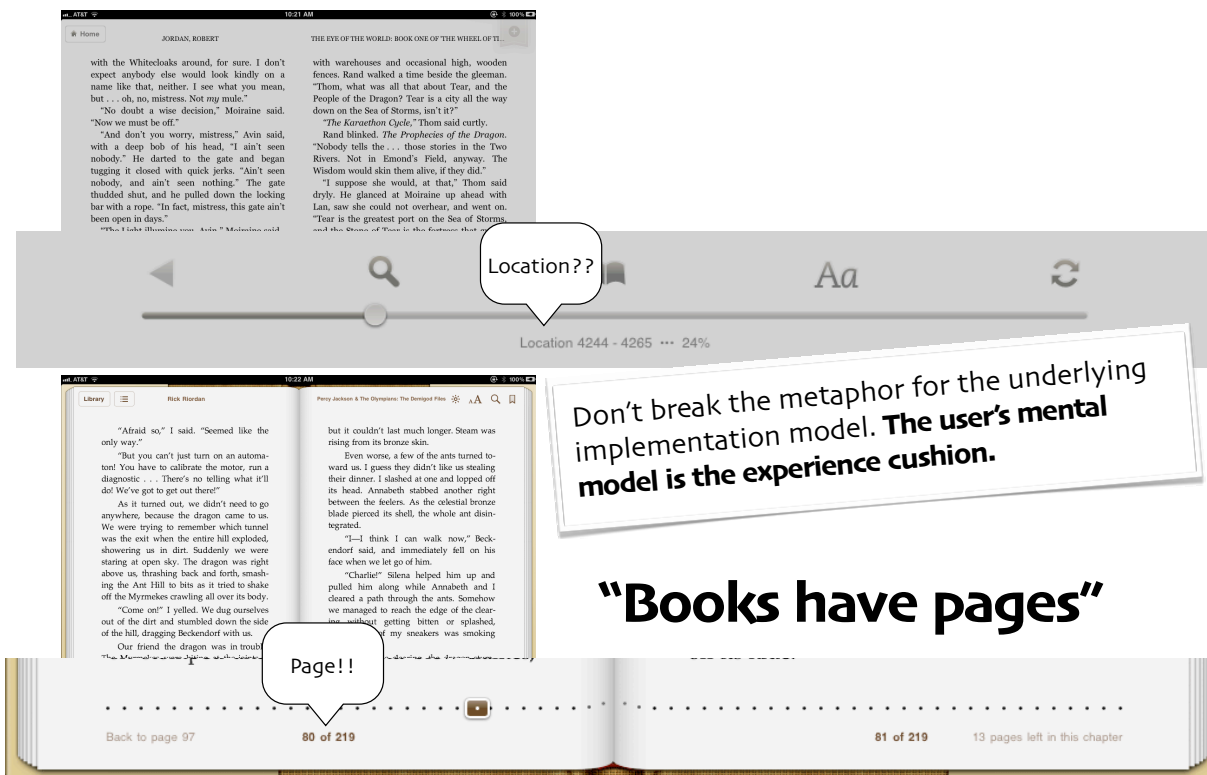 AT&T 10:21 AM 100%
Home
JORDAN, ROBERT
THE EYE OF THE WORLD: BOOK ONE OF 'THE WHEEL OF TI...
with the Whitecloaks around, for sure. I don't
expect anybody else would look kindly on a
name like that, neither. I see what you mean,
but . . . oh, no, mistress. Not my mule."
"No doubt a wise decision," Moiraine said.
"Now we must be off."
"And don't you worry, mistress," Avin said,
with a deep bob of his head, "I ain't seen
nobody." He darted to the gate and began
tugging it closed with quick jerks. "Ain't seen
nobody, and ain't seen nothing." The gate
thudded shut, and he pulled down the locking
bar with a rope. "In fact, mistress, this gate ain't
been open in days."
"The Light illumine you, Avin," Moiraine said.
with warehouses and occasional high, wooden
fences. Rand walked a time beside the gleeman.
"Thom, what was all that about Tear, and the
People of the Dragon? Tear is a city all the way
down on the Sea of Storms, isn't it?"
"The Karaethon Cycle," Thom said curtly.
Rand blinked. The Prophecies of the Dragon.
"Nobody tells the . . . those stories in the Two
Rivers. Not in Emond's Field, anyway. The
Wisdom would skin them alive, if they did."
"I suppose she would, at that," Thom said
dryly. He glanced at Moiraine up ahead with
Lan, saw she could not overhear, and went on.
"Tear is the greatest port on the Sea of Storms,
and the Stone of Tear is the fortress that
Location??
Aa
Location 4244 - 4265 ••• 24%
Don't break the metaphor for the underlying
implementation model. The user's mental
model is the experience cushion.
"Books have pages"
AT&T 10:22 AM 100%
Library
Rick Riordan
Percy Jackson & The Olympians: The Demigod Files
AA
"Afraid so," I said. "Seemed like the
only way."
"But you can't just turn on an automa-
ton! You have to calibrate the motor, run a
diagnostic . . . There's no telling what it'll
do! We've got to get out there!"
As it turned out, we didn't need to go
anywhere, because the dragon came to us.
We were trying to remember which tunnel
was the exit when the entire hill exploded,
showering us in dirt. Suddenly we were
staring at open sky. The dragon was right
above us, thrashing back and forth, smash-
ing the Ant Hill to bits as it tried to shake
off the Myrmekes crawling all over its body.
"Come on!" I yelled. We dug ourselves
out of the dirt and stumbled down the side
of the hill, dragging Beckendorf with us.
Our friend the dragon was in
but it couldn't last much longer. Steam was
rising from its bronze skin.
Even worse, a few of the ants turned to-
ward us. I guess they didn't like us stealing
their dinner. I slashed at one and lopped off
its head. Annabeth stabbed another right
between the feelers. As the celestial bronze
blade pierced its shell, the whole ant disin-
tegrated.
"I—I think I can walk now," Beck-
endorf said, and immediately fell on his
face when we let go of him.
"Charlie!" Silena helped him up and
pulled him along while Annabeth and I
cleared a path through the ants. Somehow
we managed to reach the edge of the clear-
ing without getting bitten or splashed,
of my sneakers was smoking
Page!!
Back to page 97
80 of 219
81 of 219
13 pages left in this chapter